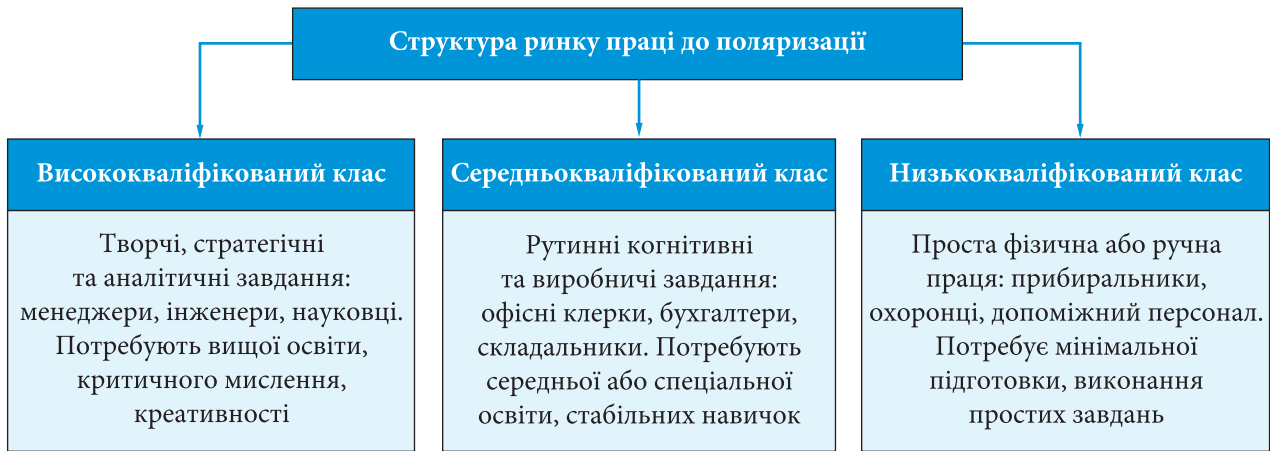 Структура ринку праці до поляризації
Висококваліфікований клас
Творчі, стратегічні
та аналітичні завдання:
менеджери, інженери, науковці.
Потребують вищої освіти,
критичного мислення,
креативності
Середньокваліфікований клас
Рутинні когнітивні
та виробничі завдання:
офісні клерки, бухгалтери,
складальники. Потребують
середньої або спеціальної
освіти, стабільних навичок
Низькокваліфікований клас
Проста фізична або ручна
праця: прибиральники,
охоронці, допоміжний персонал.
Потребує мінімальної
підготовки, виконання
простих завдань